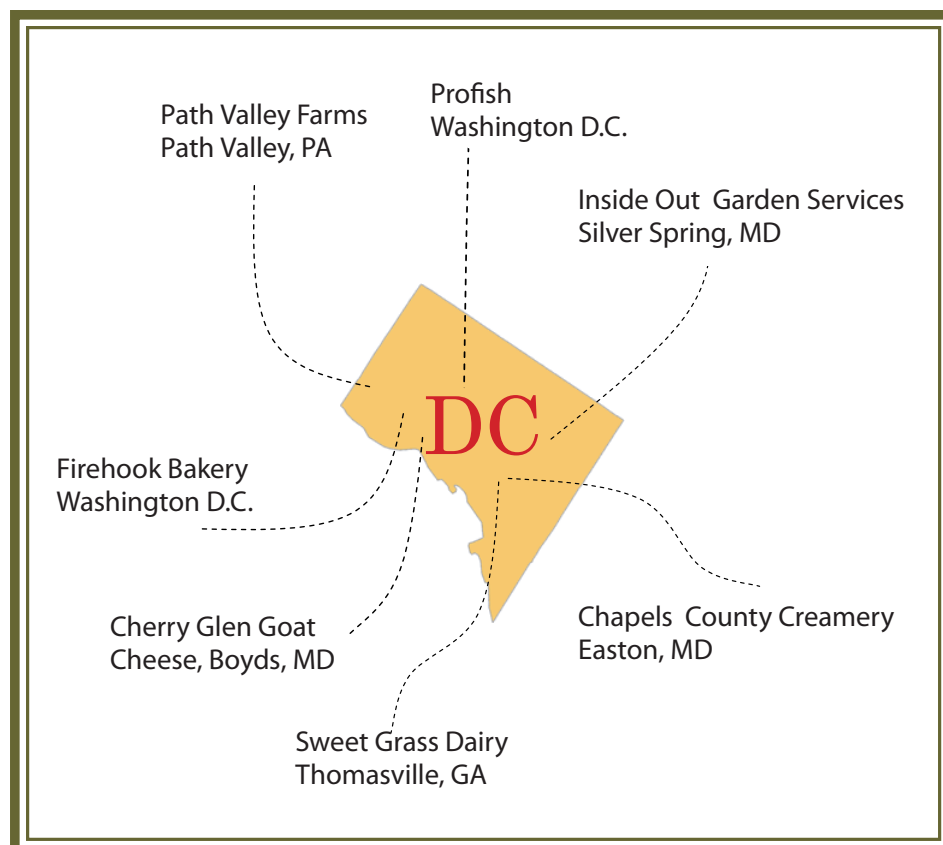 Profish
Washington D.C.
Path Valley Farms
Path Valley, PA
Inside Out  Garden Services
Silver Spring, MD
DC
Firehook Bakery
Washington D.C.
Cherry Glen Goat
Cheese, Boyds, MD
Chapels  County Creamery
Easton, MD
Sweet Grass Dairy
Thomasville, GA